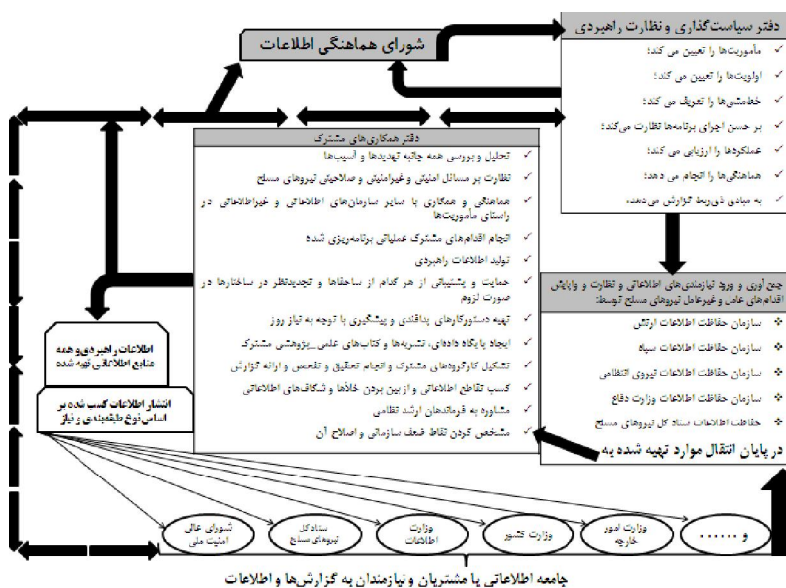 دفتر سیاست‌گذاری و نظارت راهبردی
مأموریت‌ها را تعیین می کند؛
اولویت‌ها را تعیین می کند؛
خط‌مشی‌ها را تعریف می کند؛
بر حسن اجرای برنامه‌ها نظارت می‌کند؛
عملکردها را ارزیابی می کند؛
هماهنگی‌ها را انجام می دهد؛
به مبادی ذی‌ربط گزارش می‌دهد.
شورای هماهنگی اطلاعات
دفتر همکاری‌های مشترک
تحلیل و بررسی همه جانبه تهدیدها و آسیب‌ها
نظارت بر مسائل امنیتی و غیرامنیتی و صلاحیتی نیروهای مسلح
هماهنگی و همکاری با سایر سازمان‌های اطلاعاتی و غیراطلاعاتی در
راستای مأموریت‌ها
انجام اقدام‌های مشترک عملیاتی برنامه‌ریزی شده
تولید اطلاعات راهبردی
حمایت و پشتیبانی از هر کدام از ساحفاها و تجدیدنظر در ساختارها در
صورت لزوم
تهیه دستورکارهای پدافندی و پیشگیری با توجه به نیاز روز
ایجاد پایگاه داده‌ای، نشریه‌ها و کتاب‌های علمی_پژوهشی مشترک
تشکیل کارگروه‌های مشترک و انجام تحقیق و تفحص و ارائه گزارش
کسب تقاطع اطلاعاتی و ازبین بردن خلأها و شکاف‌های اطلاعاتی
مشاوره به فرماندهان ارشد نظامی
مشخص کردن نقاط ضعف سازمانی و اصلاح آن
جمع‌آوری و ورود نیازمندی‌های اطلاعاتی و نظارت و واپایش
اقدام‌های عامل و غیرعامل نیروهای مسلح توسط:
سازمان حفاظت اطلاعات ارتش
سازمان حفاظت اطلاعات سپاه
سازمان حفاظت اطلاعات نیروی انتظامی
سازمان حفاظت اطلاعات وزارت دفاع
حفاظت اطلاعات ستاد کل نیروهای مسلح
در پایان انتقال موارد تهیه شده به
اطلاعات راهبردی و همه
منابع اطلاعاتی تهیه شده
انتشار اطلاعات کسب شده بر
اساس نوع طبقه‌بندی و نیاز
و ......
وزارت امور
خارجه
وزارت کشور
وزارت
اطلاعات
ستاد کل
نیروهای مسلح
شورای عالی
امنیت ملی
جامعه اطلاعاتی با مشتریان و نیازمندان به گزارش‌ها و اطلاعات